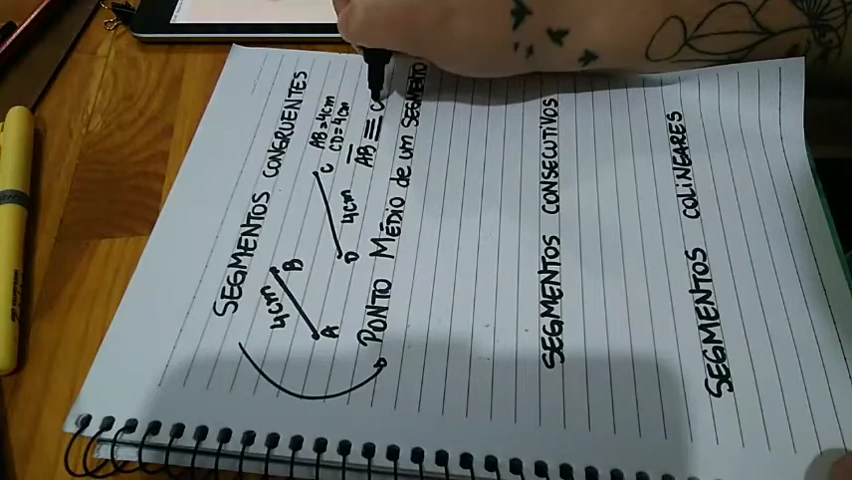 SEGMENTOS CONGRUENTES
4cm
A
B
D
C
4cm
AB=4cm
CD=4cm
AB ≡ C
PONTO MÉDIO de um SEGMENTO
SEGMENTOS CONSECUTIVOS
SEGMENTOS COLINEARES